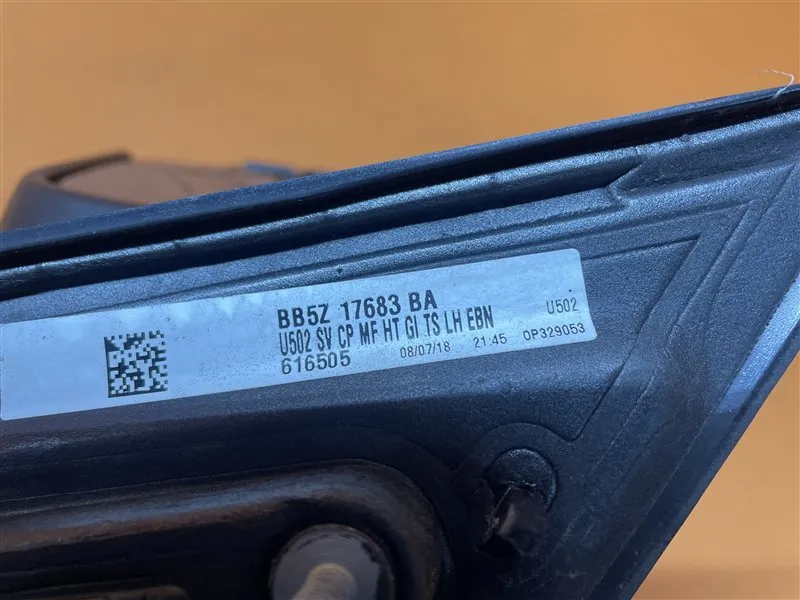 BB5Z 17683 BA
U502 SV CP MF HT GI TS LH EBN U502
616505 08/07/18 21:45 OP329053